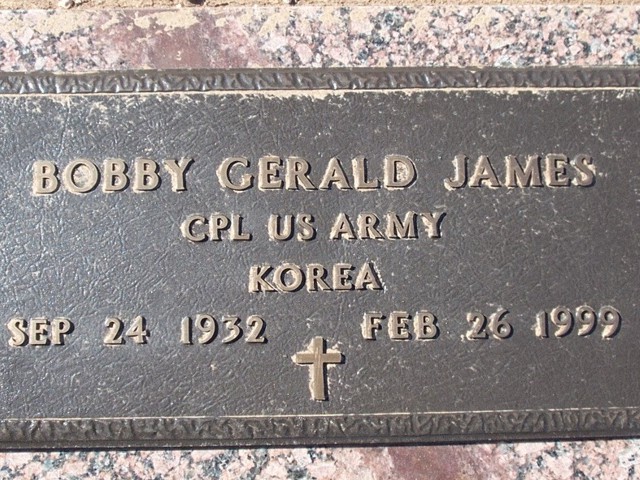 BOBBY GERALD JAMES
CPL US ARMY
KOREA
SEP 24 1932 FEB 26 1999